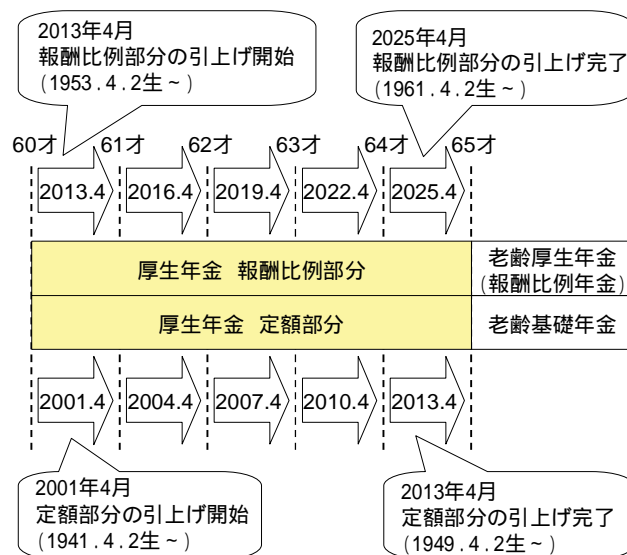 2013年4月
報酬比例部分の引上げ開始
(1953.4.2生~)
2025年4月
報酬比例部分の引上げ完了
(1961.4.2生~)
60才 61才 62才 63才 64才 65才
2013.4 2016.4 2019.4 2022.4 2025.4
厚生年金 報酬比例部分
老齢厚生年金
(報酬比例年金)
厚生年金 定額部分
老齢基礎年金
2001.4 2004.4 2007.4 2010.4 2013.4
2001年4月
定額部分の引上げ開始
(1941.4.2生~)
2013年4月
定額部分の引上げ完了
(1949.4.2生~)